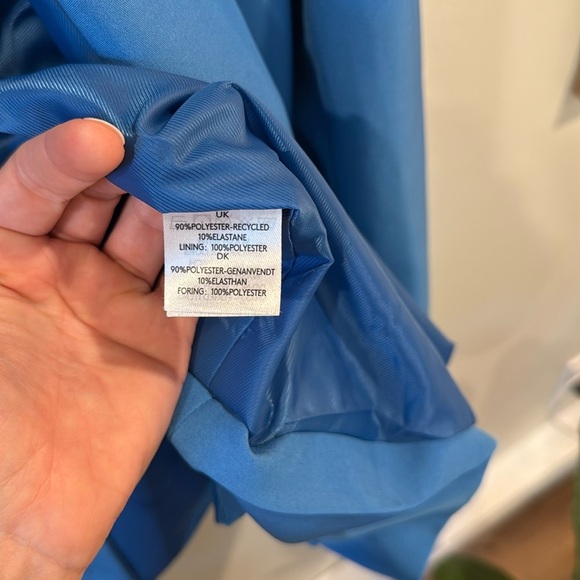 UK
90%POLYESTER-RECYCLED
10%ELASTANE
LINING: 100%POLYESTER
DK
90%POLYESTER-GENANVENDT
10%ELASTHAN
FORING: 100%POLYESTER